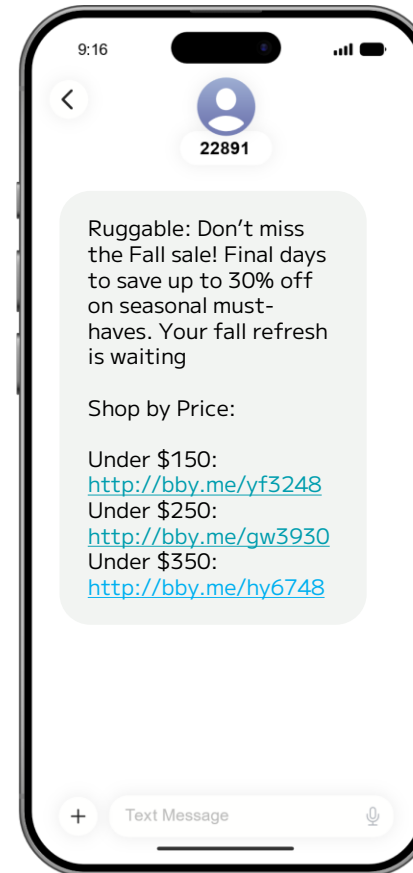 9:16
22891
Ruggable: Don’t miss
the Fall sale! Final days
to save up to 30% off
on seasonal must-
haves. Your fall refresh
is waiting
Shop by Price:
Under $150:
http://bby.me/yf3248
Under $250:
http://bby.me/gw3930
Under $350:
http://bby.me/hy6748
Text Message